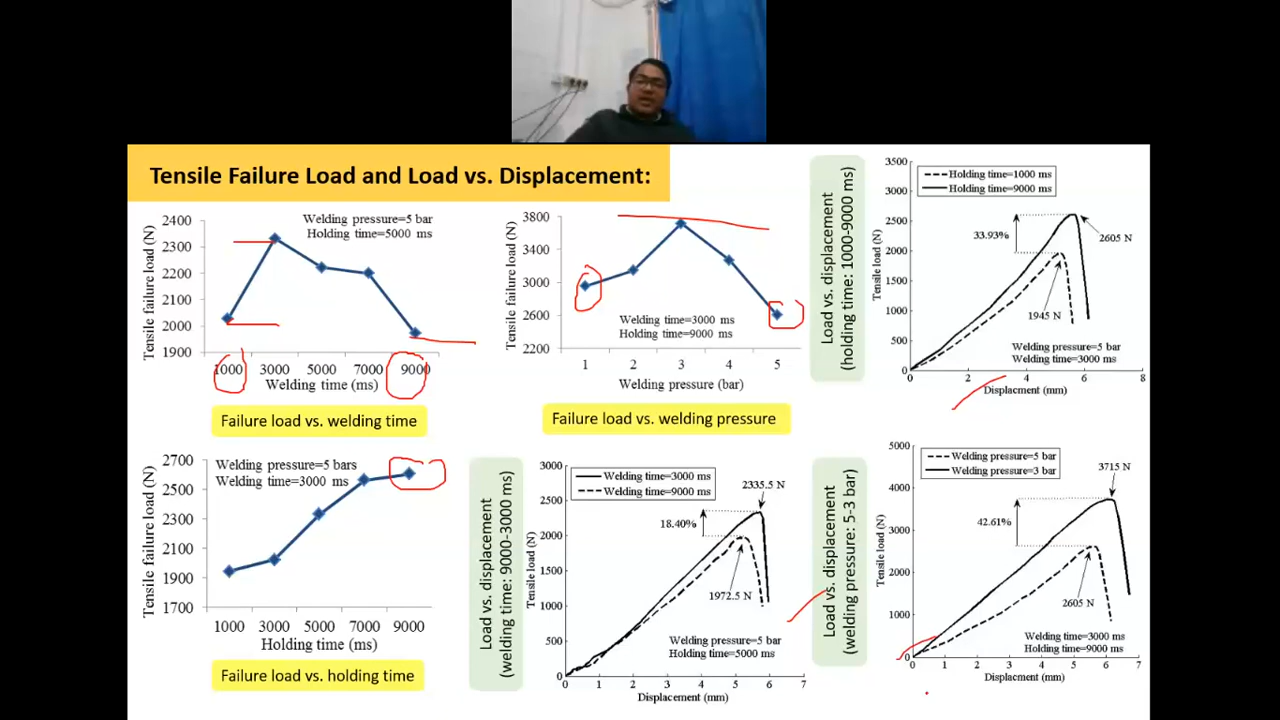 Tensile Failure Load and Load vs. Displacement:
Tensile failure load (N)
2400
2300
2200
2100
2000
1900
Welding pressure=5 bar
Holding time=5000 ms
1000 3000 5000 7000 9000
Welding time (ms)
Failure load vs. welding time
Tensile failure load (N)
3800
3400
3000
2600
2200
Welding time=3000 ms
Holding time=9000 ms
1 2 3 4 5
Welding pressure (bar)
Failure load vs. welding pressure
Load vs. displacement
(holding time: 1000-9000 ms)
Tensile load (N)
3500
3000
2500
2000
1500
1000
500
0
Holding time=1000 ms
Holding time=9000 ms
33.93%
2605 N
1945 N
Welding pressure=5 bar
Welding time=3000 ms
0 2 4 6 8
Displacment (mm)
Tensile failure load (N)
2700
2500
2300
2100
1900
1700
Welding pressure=5 bars
Welding time=3000 ms
1000 3000 5000 7000 9000
Holding time (ms)
Failure load vs. holding time
Load vs. displacement
(welding time: 9000-3000 ms)
Tensile load (N)
3000
2500
2000
1500
1000
500
0
Welding time=3000 ms
Welding time=9000 ms
2335.5 N
18.40%
1972.5 N
Welding pressure=5 bar
Holding time=5000 ms
0 1 2 3 4 5 6 7
Displacement (mm)
Load vs. displacement
(welding pressure: 5-3 bar)
Tensile load (N)
5000
4000
3000
2000
1000
0
Welding pressure=5 bar
Welding pressure=3 bar
3715 N
42.61%
2605 N
Welding time=3000 ms
Holding time=9000 ms
0 1 2 3 4 5 6 7
Displacement (mm)